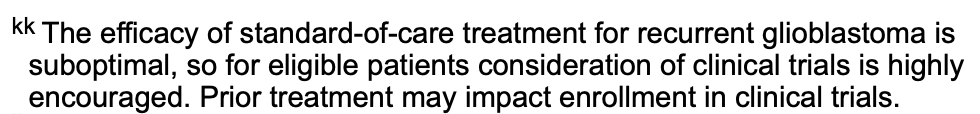 kk The efficacy of standard-of-care treatment for recurrent glioblastoma is
suboptimal, so for eligible patients consideration of clinical trials is highly
encouraged. Prior treatment may impact enrollment in clinical trials.